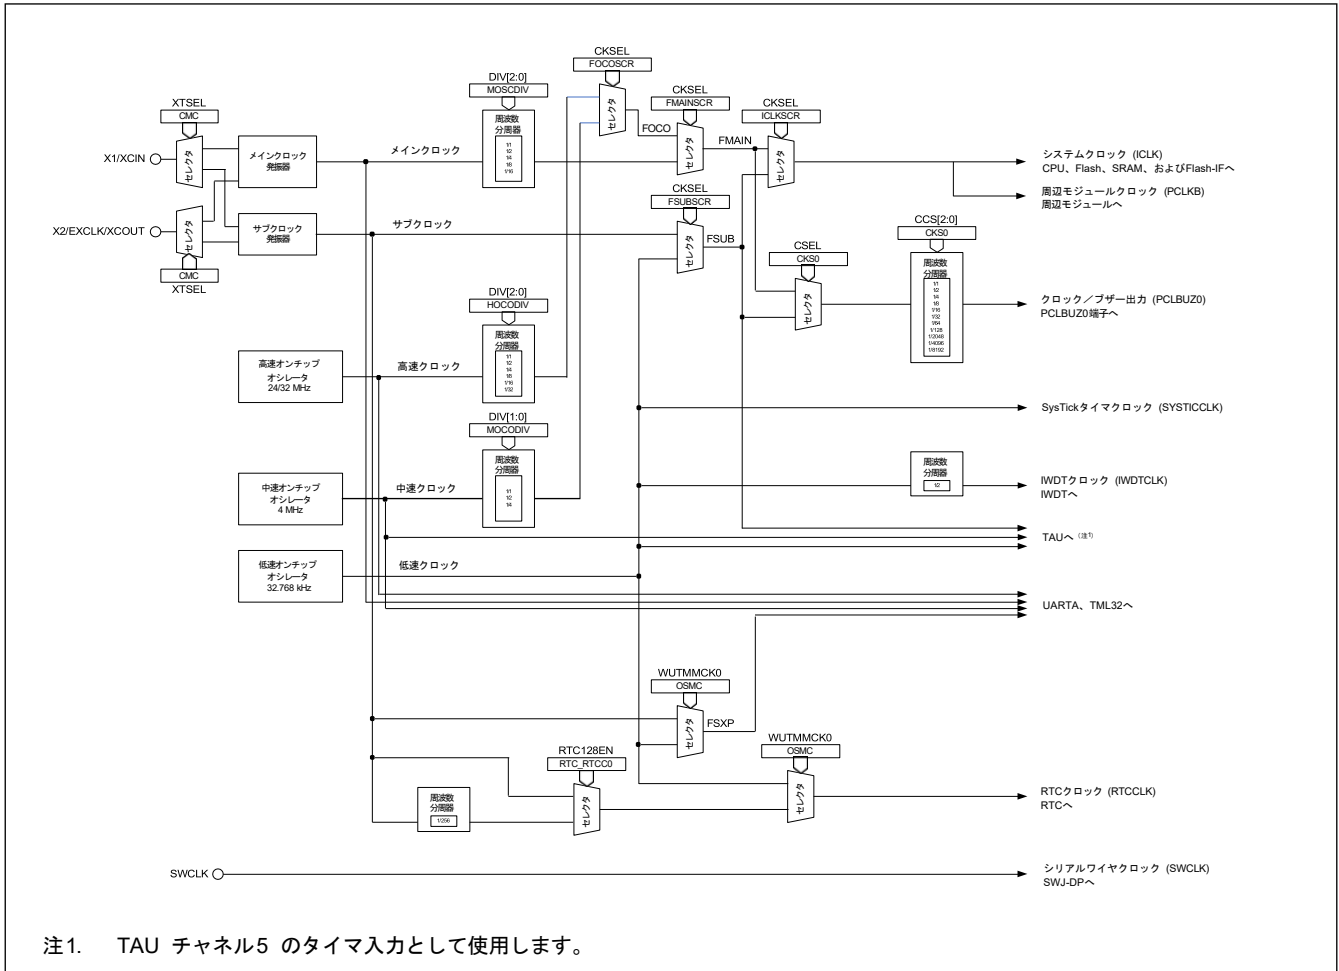 XTSEL
CMC
X1/XCIN
セレクタ
X2/EXCLK/XCOUT
セレクタ
CMC
XTSEL
メインクロック
発振器
サブクロック
発振器
メインクロック
サブクロック
DIV[2:0]
MOSCDIV
周波数
分周器
1/1
1/2
1/4
1/8
1/16
CKSEL
FOCOSCR
セレクタ
FOCO
CKSEL
FMAINSCR
セレクタ
FMAIN
CKSEL
ICLKSCR
セレクタ
システムクロック (ICLK)
CPU、Flash、SRAM、およびFlash-IFへ
周辺モジュールクロック (PCLKB)
周辺モジュールへ
CKSEL
FSUBSCR
セレクタ
FSUB
CSEL
CKS0
セレクタ
CCS[2:0]
CKS0
周波数
分周器
1/1
1/2
1/4
1/8
1/16
1/32
1/64
1/128
1/2048
1/4096
1/8192
クロック／ブザー出力 (PCLBUZ0)
PCLBUZ0端子へ
高速オンチップ
オシレータ
24/32 MHz
高速クロック
DIV[2:0]
HOCODIV
周波数
分周器
1/1
1/2
1/4
1/8
1/16
1/32
SysTickタイマクロック (SYSTICCLK)
中速オンチップ
オシレータ
4 MHz
中速クロック
DIV[1:0]
MOCODIV
周波数
分周器
1/1
1/2
1/4
周波数
分周器
1/2
IWDTクロック (IWDTCLK)
IWDTへ
TAUへ (注1)
低速オンチップ
オシレータ
32.768 kHz
低速クロック
UARTA、TML32へ
WUTMMCK0
OSMC
セレクタ
FSXP
RTC128EN
RTC_RTCC0
セレクタ
WUTMMCK0
OSMC
セレクタ
周波数
分周器
1/256
RTCクロック (RTCCLK)
RTCへ
SWCLK
シリアルワイヤクロック (SWCLK)
SWJ-DPへ
注1. TAU チャネル5 のタイマ入力として使用します。